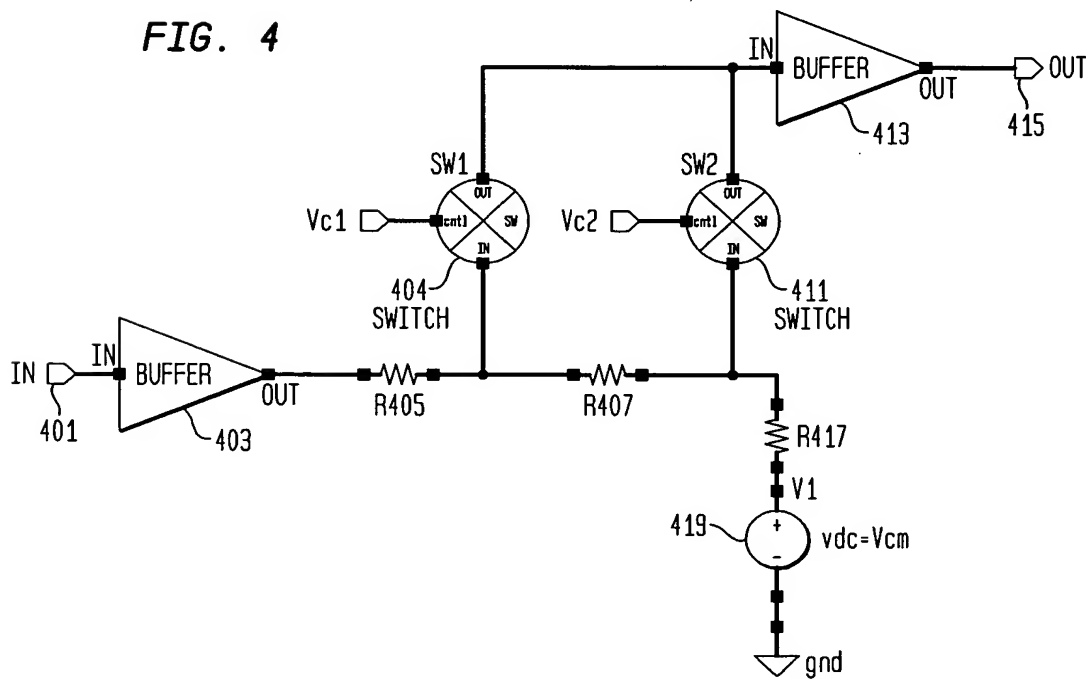 FIG. 4
IN
BUFFER
OUT
OUT
413
415
SW1
SW2
OUT
OUT
Vc1
cntl
SW
Vc2
cntl
SW
IN
IN
404
SWITCH
411
SWITCH
IN
IN
BUFFER
OUT
R405
R407
401
403
R417
V1
419
+
-
vdc=Vcm
gnd